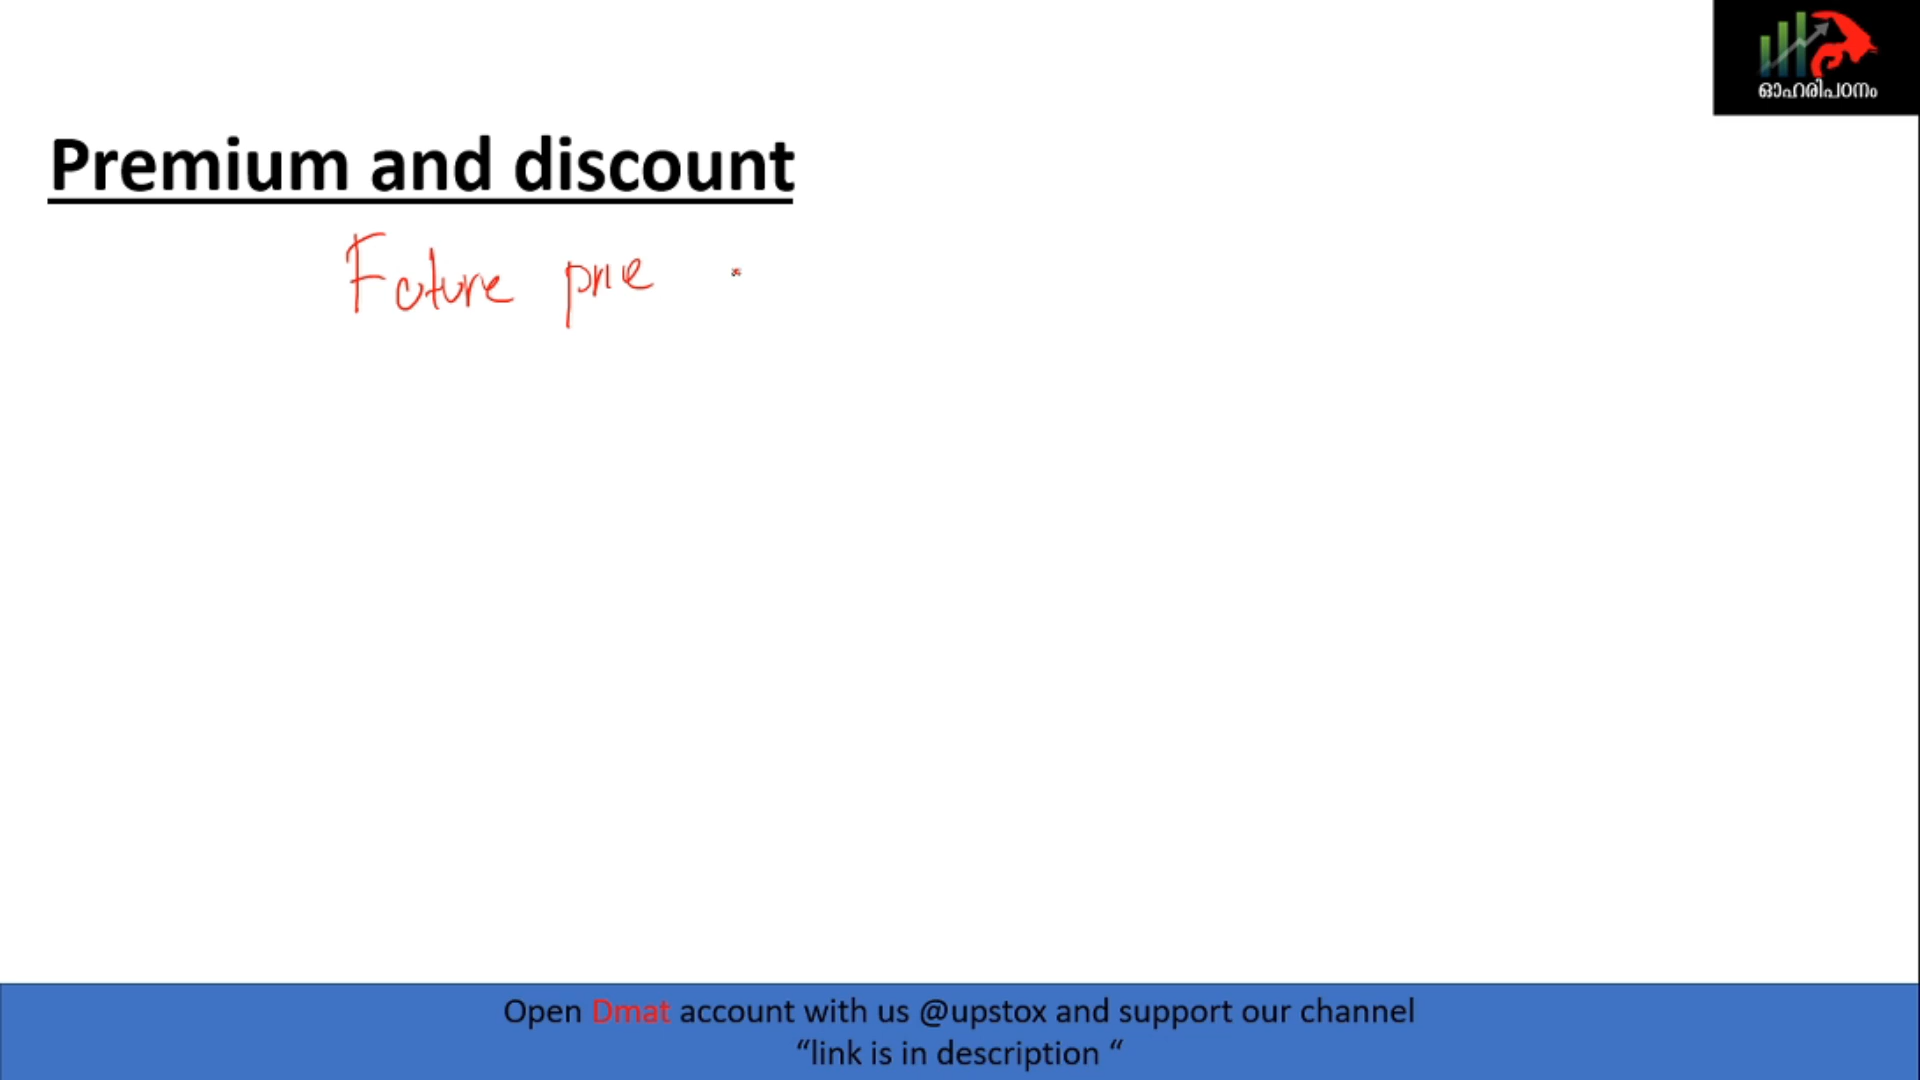 ഓഹരിപഠനം
Premium and discount
Future price
Open Dmat account with us @upstox and support our channel
“link is in description “